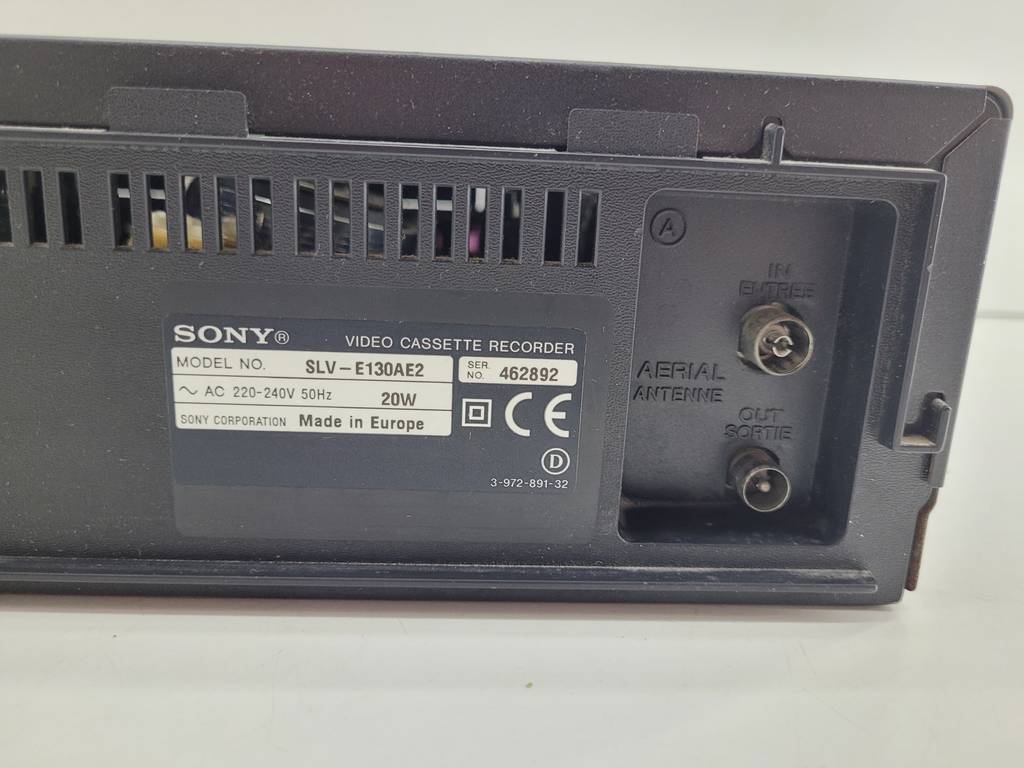 A
IN
ENTREE
AERIAL
ANTENNE
OUT
SORTIE
SONY®
VIDEO CASSETTE RECORDER
MODEL NO. SLV-E130AE2
SER. NO. 462892
~ AC 220-240V 50Hz 20W
SONY CORPORATION Made in Europe
CE
D
3-972-891-32